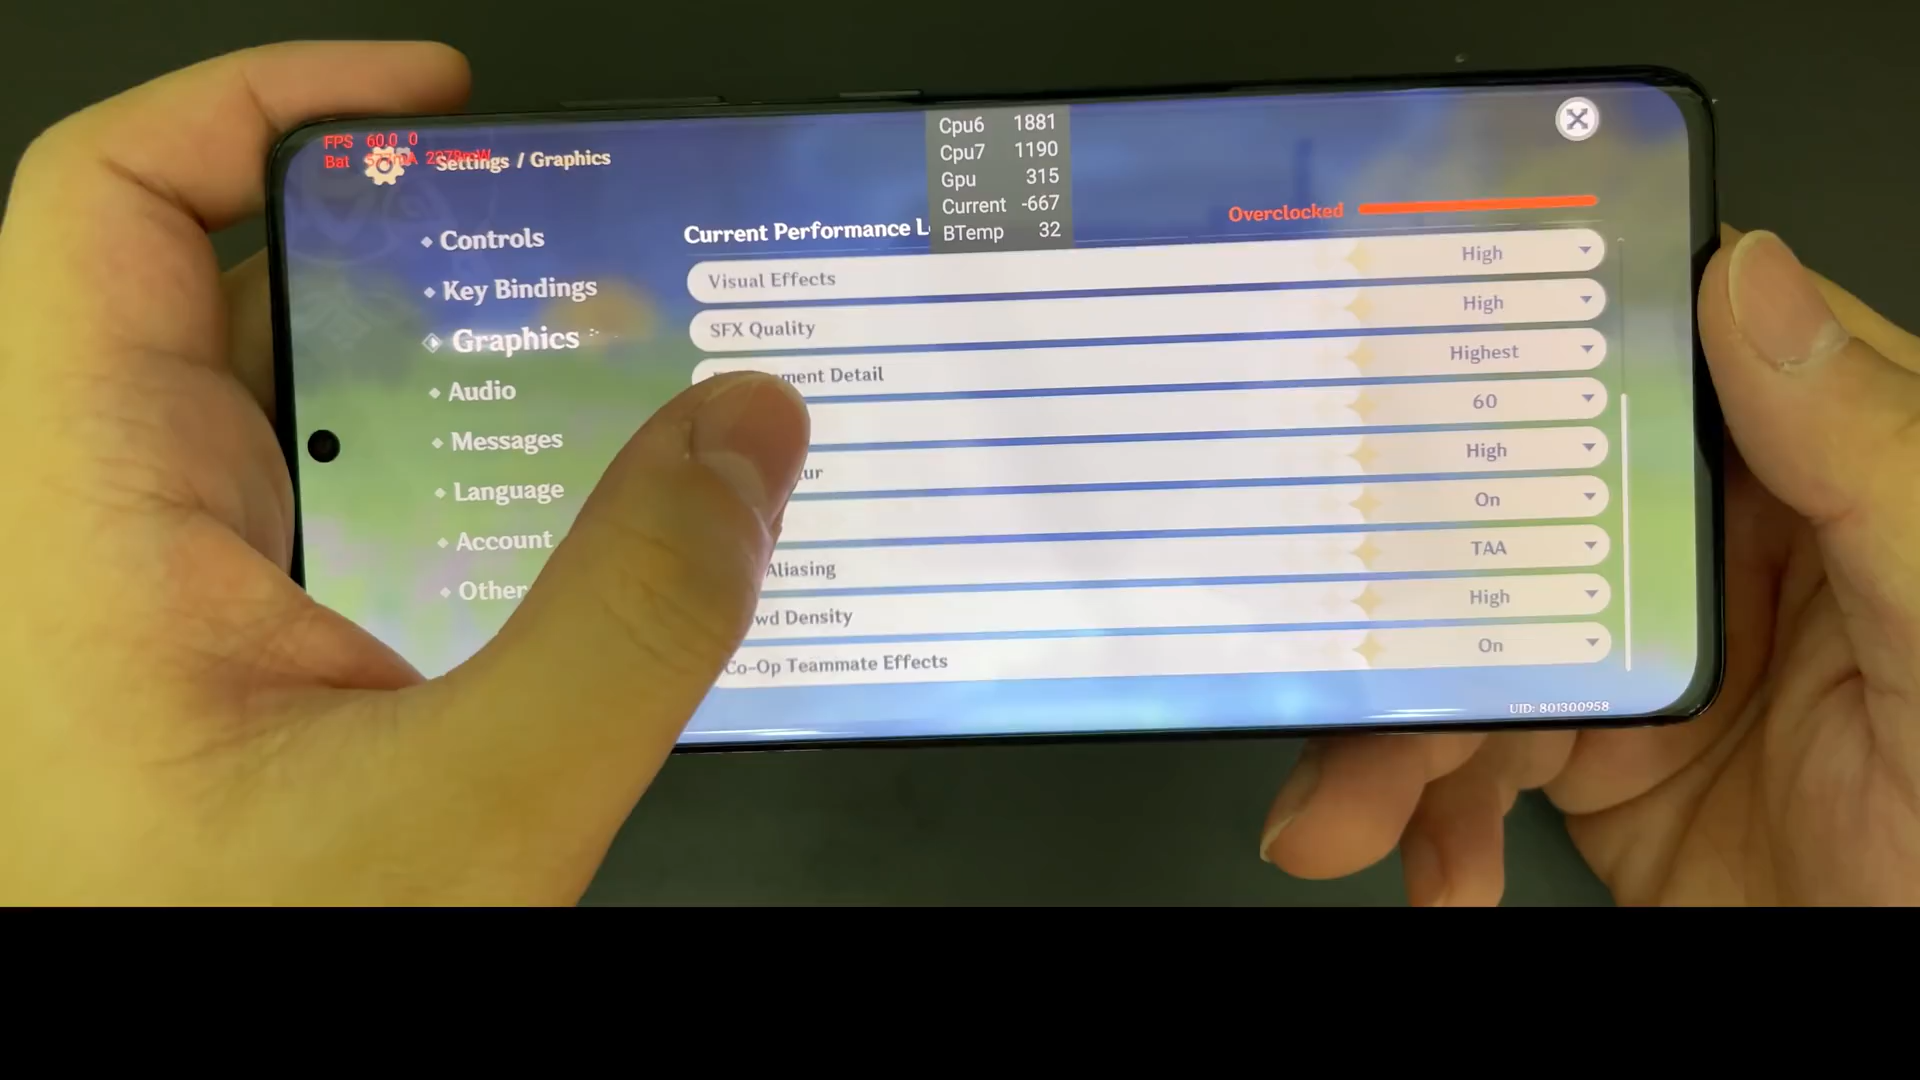 FPS 60.0 0
Bat
Settings / Graphics
Cpu6 1881
Cpu7 1190
Gpu 315
Current -667
BTemp 32
Controls
Key Bindings
Graphics
Audio
Messages
Language
Account
Other
Current Performance L
Overclocked
Visual Effects High
SFX Quality High
ment Detail Highest
60
ur High
On
Aliasing TAA
wd Density High
Co-Op Teammate Effects On
UID: 801300958